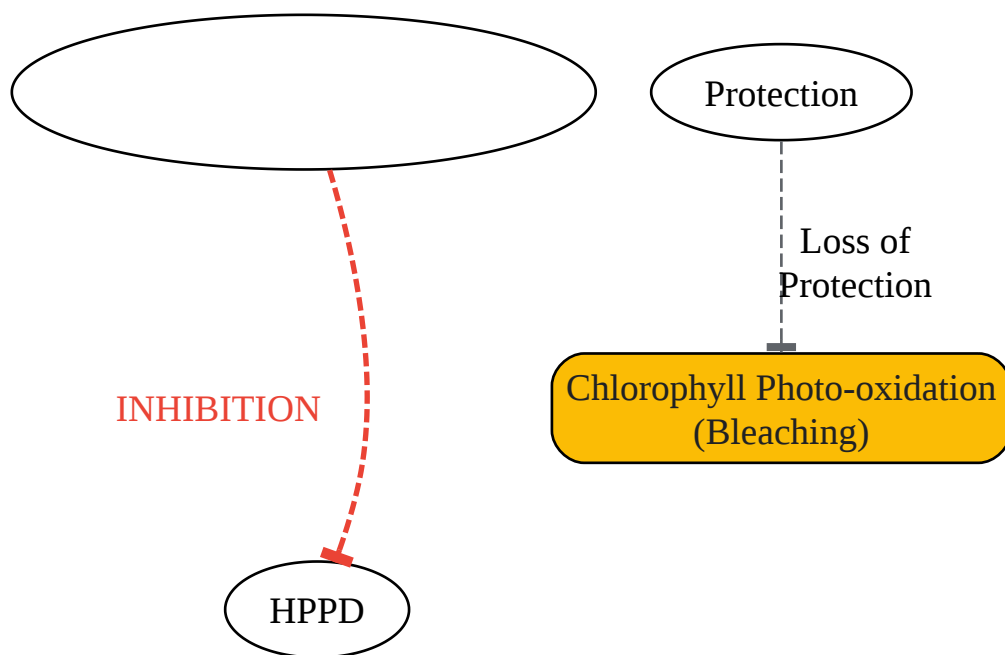 Protection
Loss of
Protection
Chlorophyll Photo-oxidation
(Bleaching)
INHIBITION
HPPD